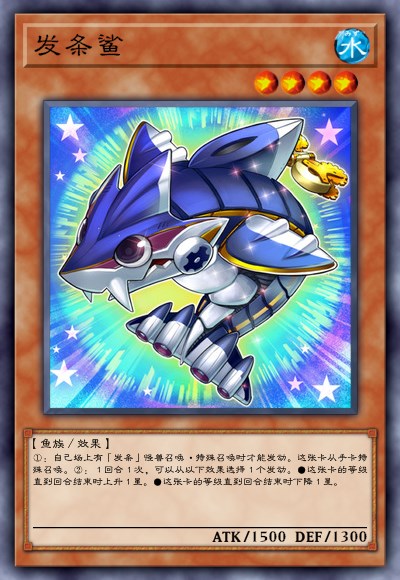 发条鲨
水
【鱼族／效果】
①：自己场上有「发条」怪兽召唤·特殊召唤时才能发动。这张卡从手卡特
殊召唤。②：1回合1次，可以从以下效果选择1个发动。●这张卡的等级
直到回合结束时上升1星。●这张卡的等级直到回合结束时下降1星。
ATK/1500 DEF/1300